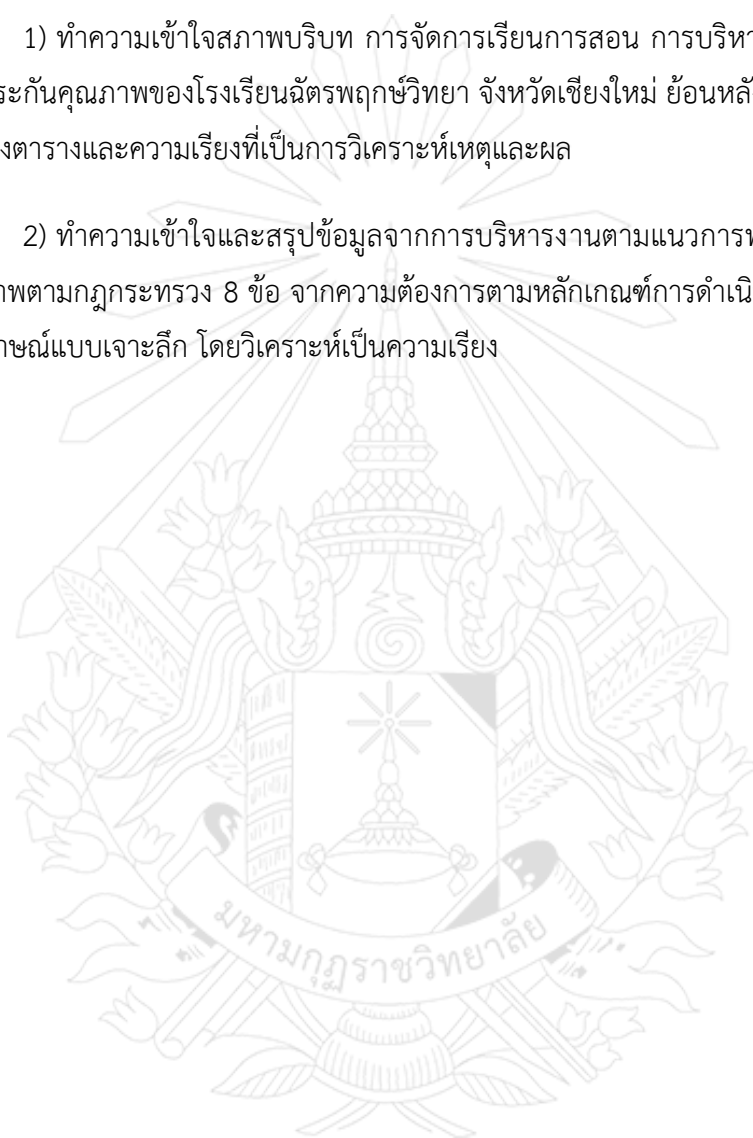 1) ทำความเข้าใจสภาพบริบท การจัดการเรียนการสอน การบริหา
ระกันคุณภาพของโรงเรียนฉัตรพฤกษ์วิทยา จังหวัดเชียงใหม่ ย้อนหลั
งตารางและความเรียงที่เป็นการวิเคราะห์เหตุและผล
2) ทำความเข้าใจและสรุปข้อมูลจากการบริหารงานตามแนวการพ
าพตามกฎกระทรวง 8 ข้อ จากความต้องการตามหลักเกณฑ์การดำเนิ
าษณ์แบบเจาะลึก โดยวิเคราะห์เป็นความเรียง
มหามกุฏราชวิทยาลัย